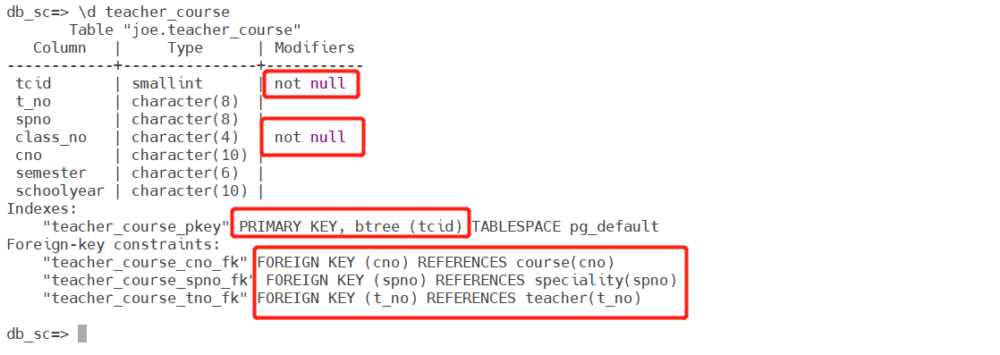 db_sc=> \d teacher_course
Table "joe.teacher_course"
Column | Type | Modifiers
------------+---------------+-----------
tcid | smallint | not null
t_no | character(8) |
spno | character(8) |
class_no | character(4) | not null
cno | character(10) |
semester | character(6) |
schoolyear | character(10) |
Indexes:
"teacher_course_pkey" PRIMARY KEY, btree (tcid) TABLESPACE pg_default
Foreign-key constraints:
"teacher_course_cno_fk" FOREIGN KEY (cno) REFERENCES course(cno)
"teacher_course_spno_fk" FOREIGN KEY (spno) REFERENCES speciality(spno)
"teacher_course_tno_fk" FOREIGN KEY (t_no) REFERENCES teacher(t_no)
db_sc=>